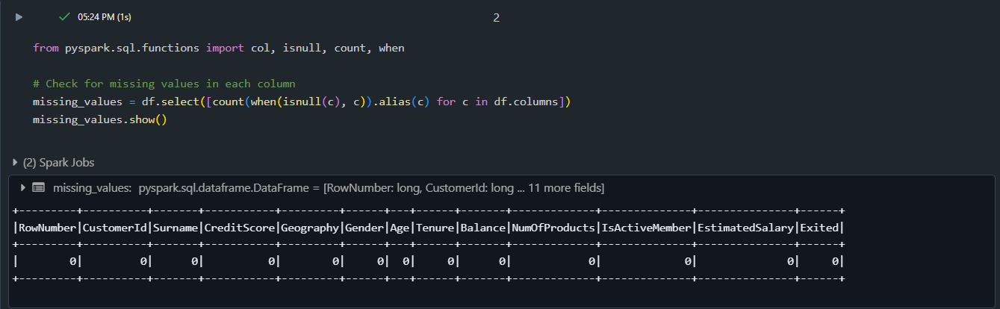 05:24 PM (1s)
2
from pyspark.sql.functions import col, isnull, count, when
# Check for missing values in each column
missing_values = df.select([count(when(isnull(c), c)).alias(c) for c in df.columns])
missing_values.show()
(2) Spark Jobs
missing_values: pyspark.sql.dataframe.DataFrame = [RowNumber: long, CustomerId: long ... 11 more fields]
+---------+----------+-------+-----------+---------+------+---+------+-------+-------------+--------------+---------------+------+
|RowNumber|CustomerId|Surname|CreditScore|Geography|Gender|Age|Tenure|Balance|NumOfProducts|IsActiveMember|EstimatedSalary|Exited|
+---------+----------+-------+-----------+---------+------+---+------+-------+-------------+--------------+---------------+------+
|        0|         0|      0|          0|        0|     0|  0|     0|      0|            0|             0|              0|     0|
+---------+----------+-------+-----------+---------+------+---+------+-------+-------------+--------------+---------------+------+